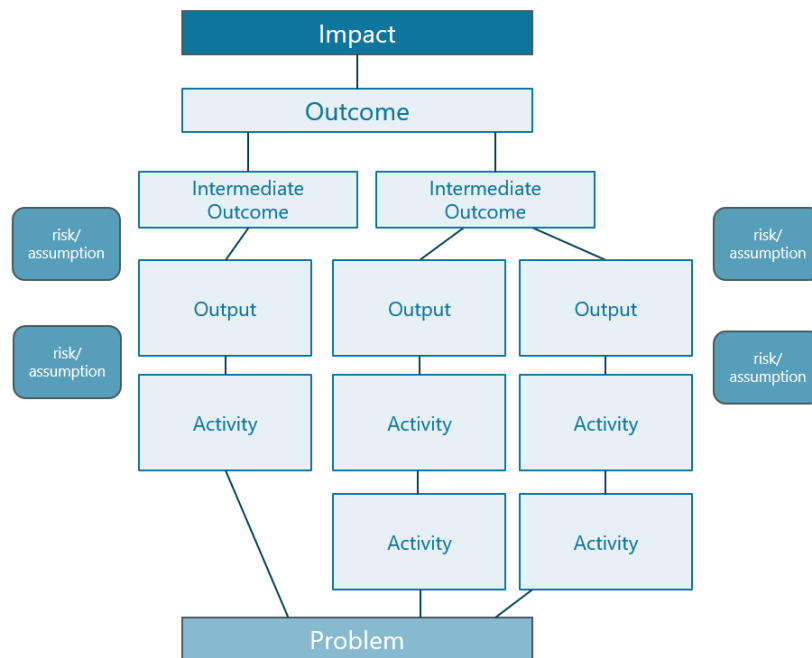 Impact
Outcome
Intermediate
Outcome
Intermediate
Outcome
risk/
assumption
risk/
assumption
Output
Output
Output
risk/
assumption
risk/
assumption
Activity
Activity
Activity
Activity
Activity
Problem